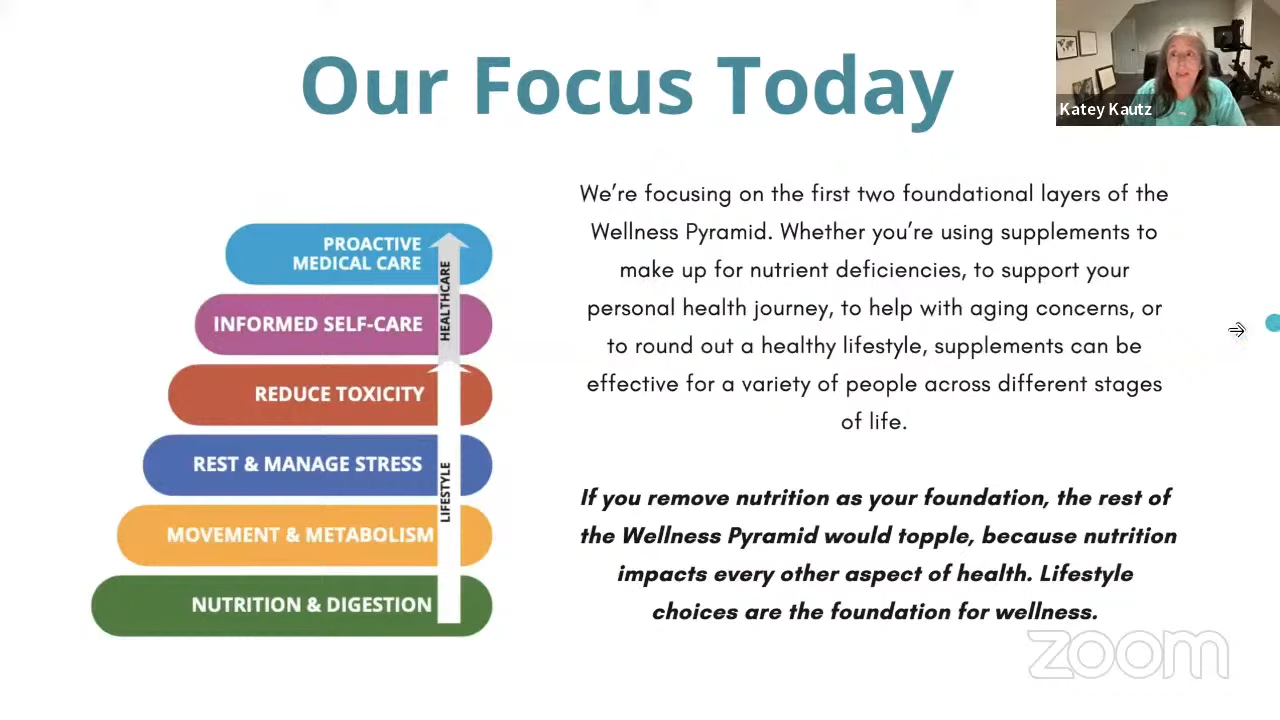 Our Focus Today
Katey Kautz
We’re focusing on the first two foundational layers of the
Wellness Pyramid. Whether you’re using supplements to
make up for nutrient deficiencies, to support your
personal health journey, to help with aging concerns, or
to round out a healthy lifestyle, supplements can be
effective for a variety of people across different stages
of life.
If you remove nutrition as your foundation, the rest of
the Wellness Pyramid would topple, because nutrition
impacts every other aspect of health. Lifestyle
choices are the foundation for wellness.
PROACTIVE
MEDICAL CARE
INFORMED SELF-CARE
REDUCE TOXICITY
REST & MANAGE STRESS
MOVEMENT & METABOLISM
NUTRITION & DIGESTION
HEALTHCARE
LIFESTYLE
zoom